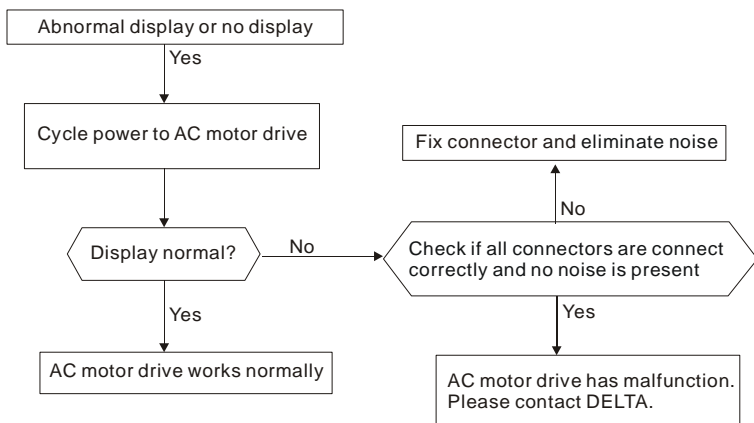 Abnormal display or no display
Yes
Cycle power to AC motor drive
Fix connector and eliminate noise
No
Display normal?
No
Check if all connectors are connect
correctly and no noise is present
Yes
Yes
AC motor drive works normally
AC motor drive has malfunction.
Please contact DELTA.